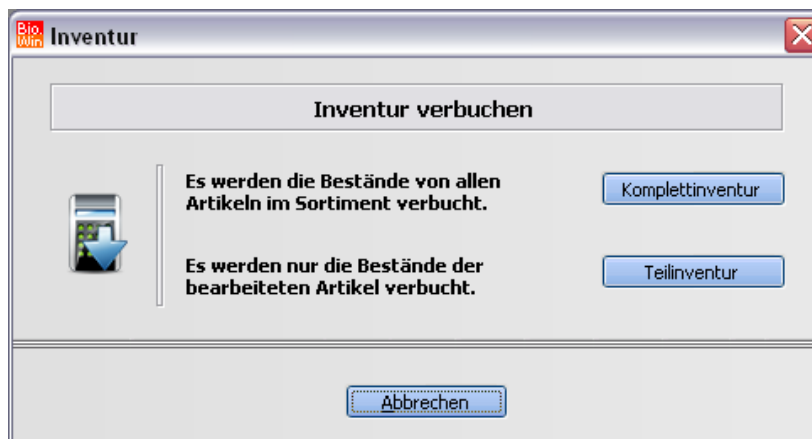 Bio.
Win
Inventur
Inventur verbuchen
Es werden die Bestände von allen
Artikeln im Sortiment verbucht.
Komplettinventur
Es werden nur die Bestände der
bearbeiteten Artikel verbucht.
Teilinventur
Abbrechen